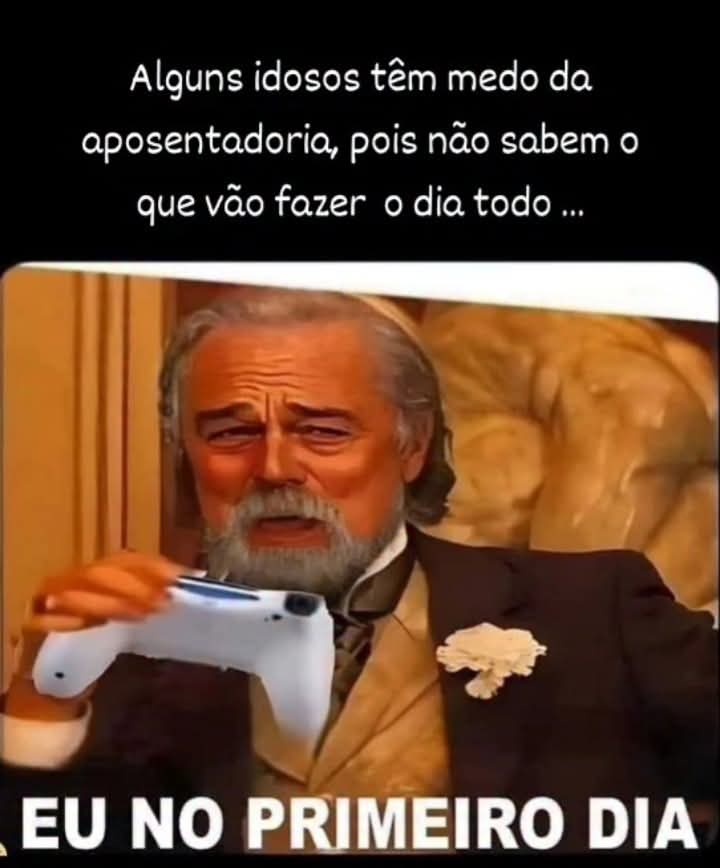 Alguns idosos têm medo da
aposentadoria, pois não sabem o
que vão fazer o dia todo ...
EU NO PRIMEIRO DIA